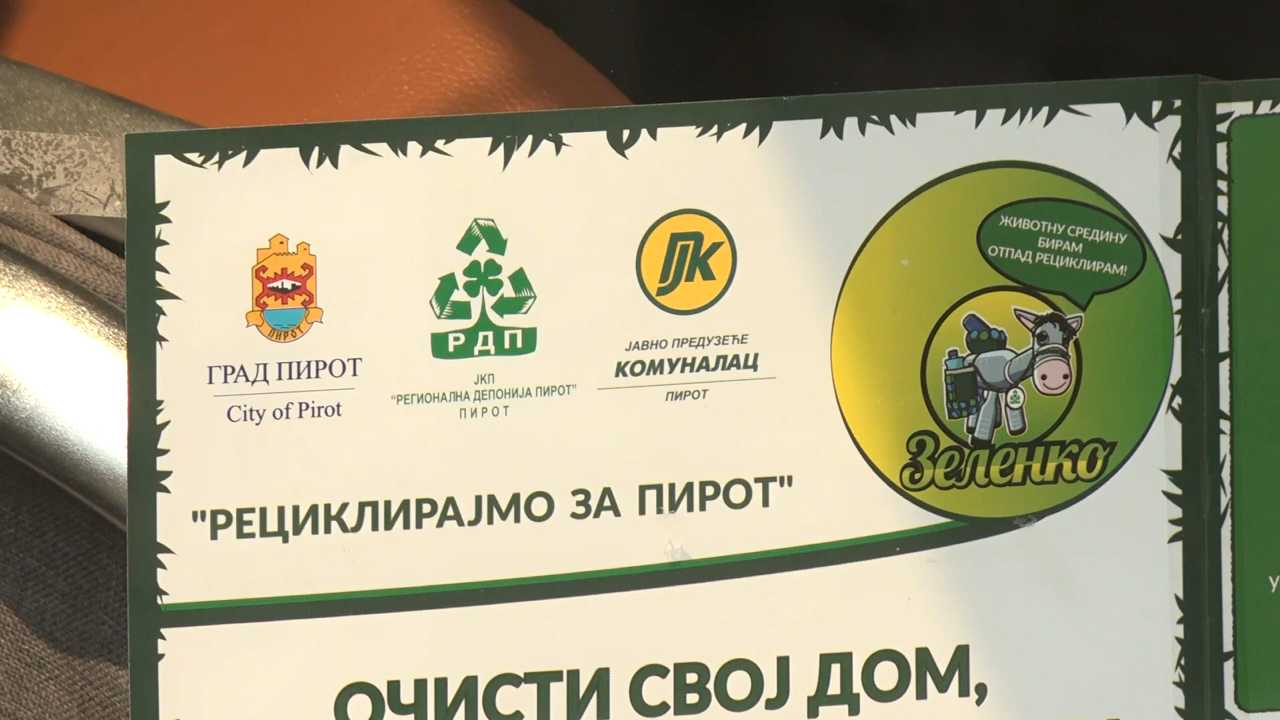 ПИРОТ
ГРАД ПИРОТ
City of Pirot
РДП
ЈКП
"РЕГИОНАЛНА ДЕПОНИЈА ПИРОТ"
ПИРОТ
ПЈК
ЈАВНО ПРЕДУЗЕЋЕ
КОМУНАЛАЦ
ПИРОТ
ЖИВОТНУ СРЕДИНУ
БИРАМ
ОТПАД РЕЦИКЛИРАМ!
Зеленко
"РЕЦИКЛИРАЈМО ЗА ПИРОТ"
ОЧИСТИ СВОЈ ДОМ,